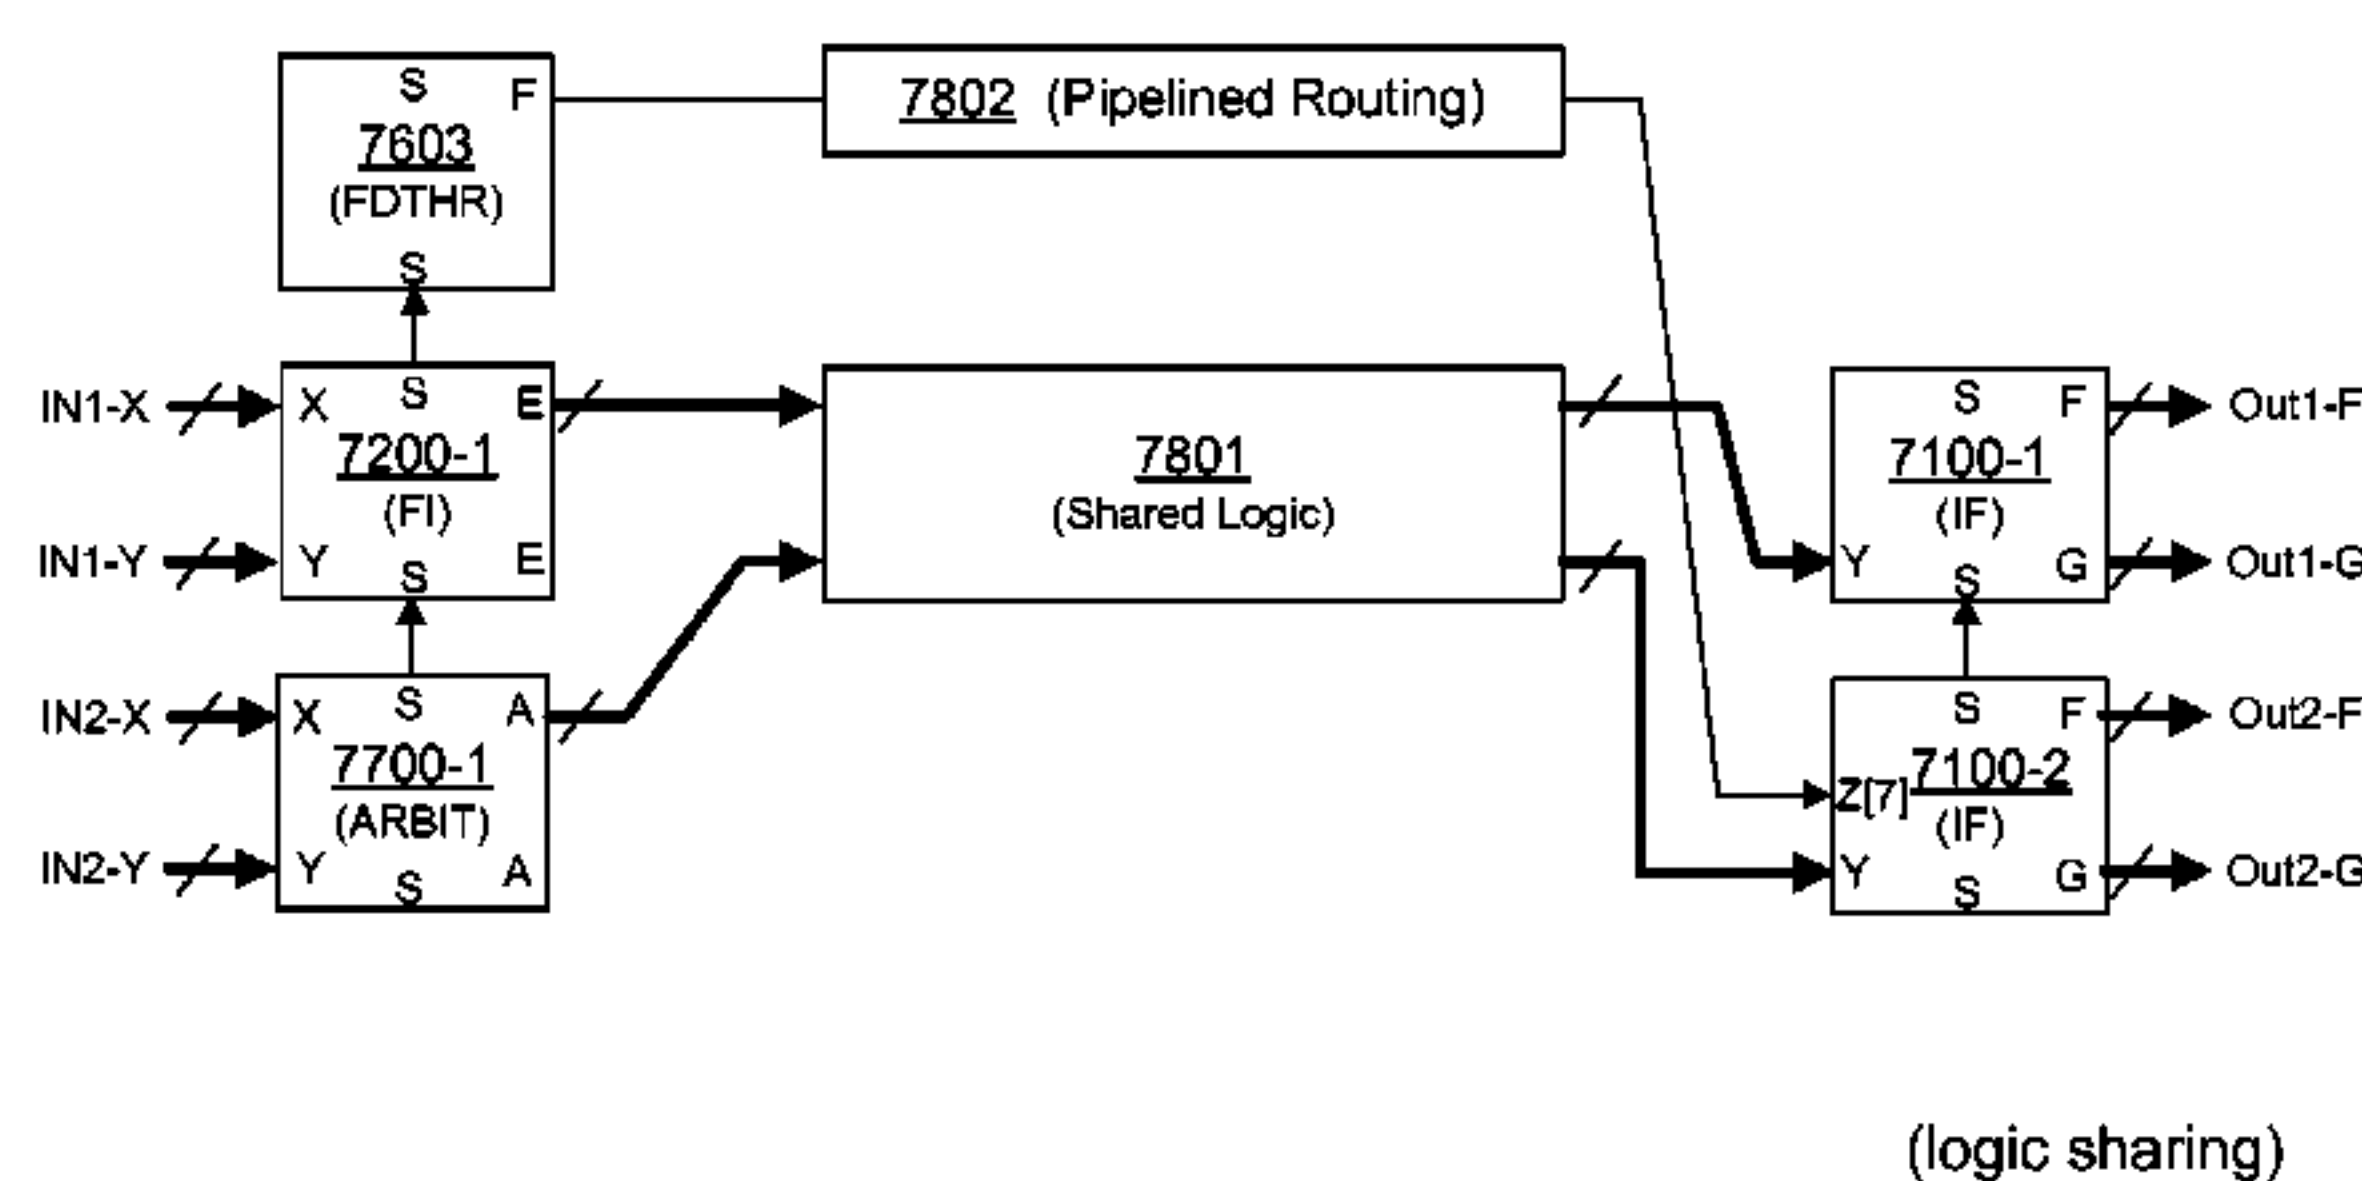 S F
7603
(FDTHR)
S
7802 (Pipelined Routing)
IN1-X
IN1-Y
X S E
7200-1
(FI)
Y S E
7801
(Shared Logic)
S F
7100-1
(IF)
Y S G
Out1-F
Out1-G
IN2-X
IN2-Y
X S A
7700-1
(ARBIT)
Y S A
S F
7100-2
Z[7]
(IF)
Y S G
Out2-F
Out2-G
(logic sharing)